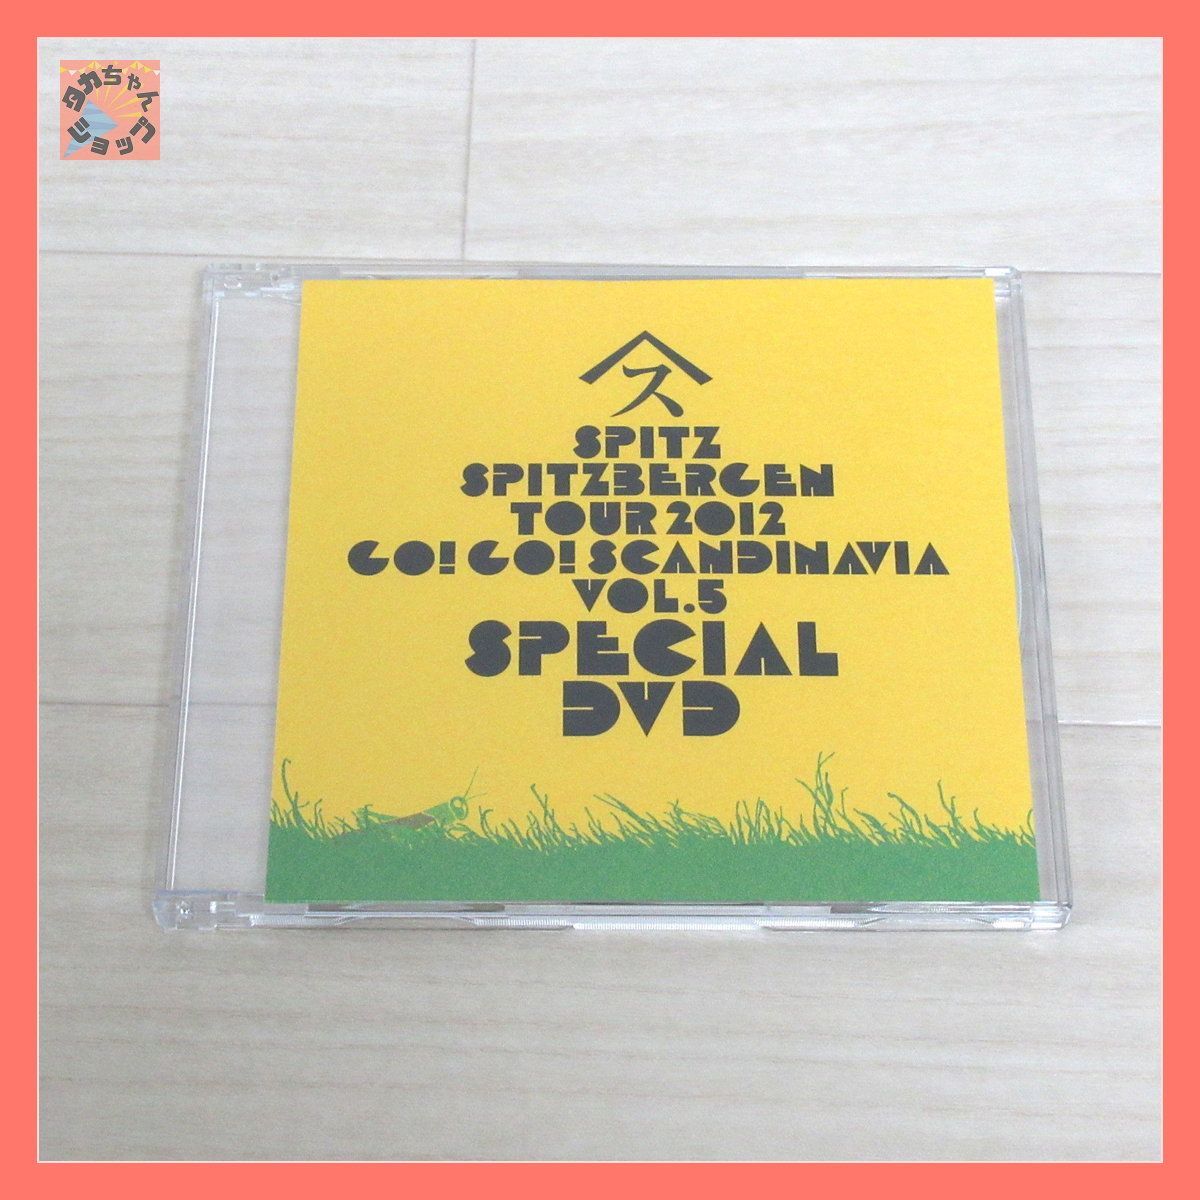 タカちゃん
ショップ
ス
SPITZ
SPITZBERGEN
TOUR 2012
GO! GO! SCANDINAVIA
VOL.5
SPECIAL
DVD